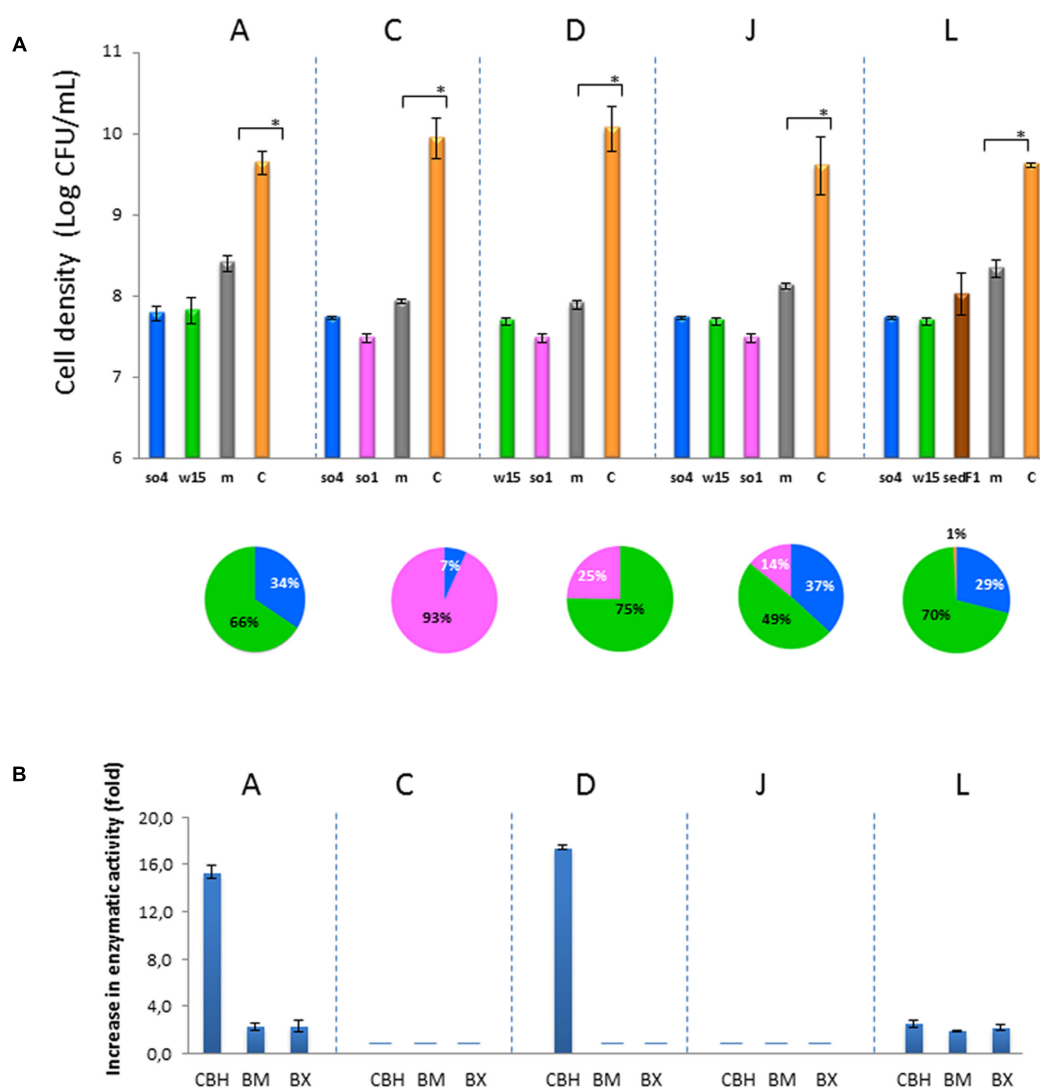 A
A C D J L
Cell density (Log CFU/mL)
11
10
9
8
7
6
* * * * *
so4 w15 m C so4 so1 m C w15 so1 m C so4 w15 so1 m C so4 w15 sedF1 m C
1%
34% 7% 25% 14% 37% 29%
66% 93% 75% 49% 70%
B
A C D J L
Increase in enzymatic activity (fold)
20,0
16,0
12,0
8,0
4,0
0,0
CBH BM BX CBH BM BX CBH BM BX CBH BM BX CBH BM BX